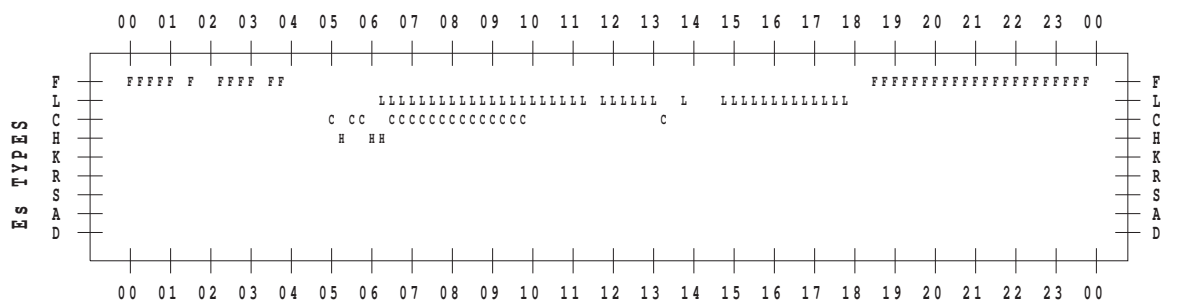 00 01 02 03 04 05 06 07 08 09 10 11 12 13 14 15 16 17 18 19 20 21 22 23 00
F FFFFF F FFFF FF FFFFFFFFFFFFFFFFFFFFFF F
L LLLLLLLLLLLLLLLLLLLLL LLLLLL L LLLLLLLLLLLLL L
C C CC CCCCCCCCCCCCCC C C
H H HH H
K K
R R
S S
A A
D D
Es TYPES
00 01 02 03 04 05 06 07 08 09 10 11 12 13 14 15 16 17 18 19 20 21 22 23 00